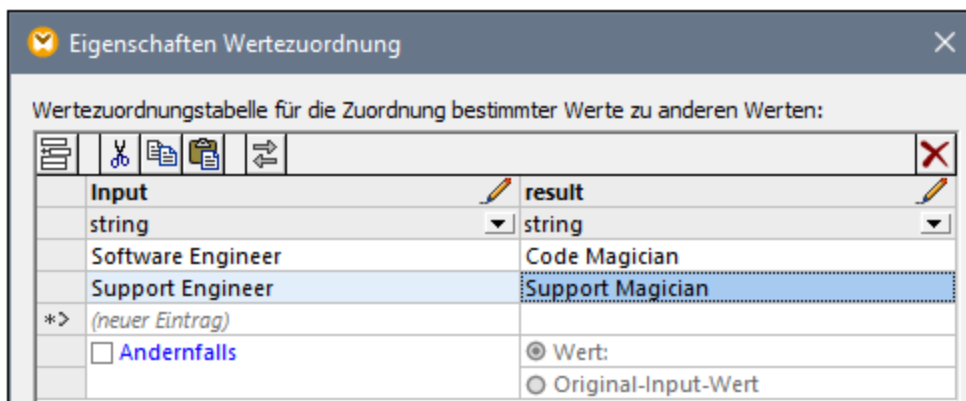 Eigenschaften Wertezuordnung
Wertezuordnungstabelle für die Zuordnung bestimmter Werte zu anderen Werten:
Input result
string string
Software Engineer Code Magician
Support Engineer Support Magician
(neuer Eintrag)
Andernfalls Wert:
Original-Input-Wert